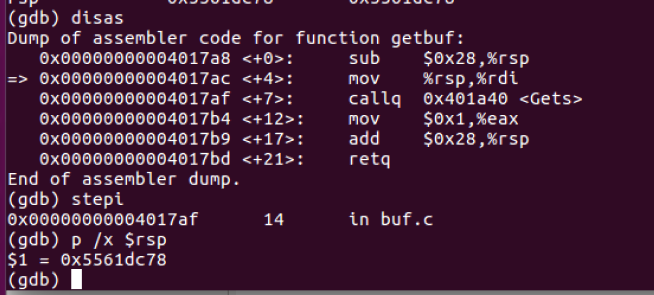 rsp 0x5561dc78 0x5561dc78
(gdb) disas
Dump of assembler code for function getbuf:
   0x00000000004017a8 <+0>:     sub    $0x28,%rsp
=> 0x00000000004017ac <+4>:     mov    %rsp,%rdi
   0x00000000004017af <+7>:     callq  0x401a40 <Gets>
   0x00000000004017b4 <+12>:    mov    $0x1,%eax
   0x00000000004017b9 <+17>:    add    $0x28,%rsp
   0x00000000004017bd <+21>:    retq
End of assembler dump.
(gdb) stepi
0x00000000004017af      14      in buf.c
(gdb) p /x $rsp
$1 = 0x5561dc78
(gdb)